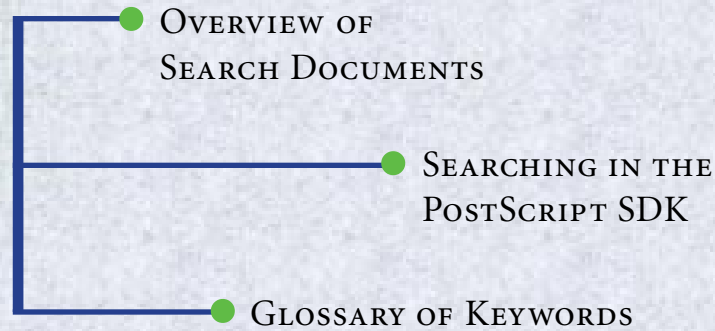 Overview of
Search Documents
Searching in the
PostScript SDK
Glossary of Keywords